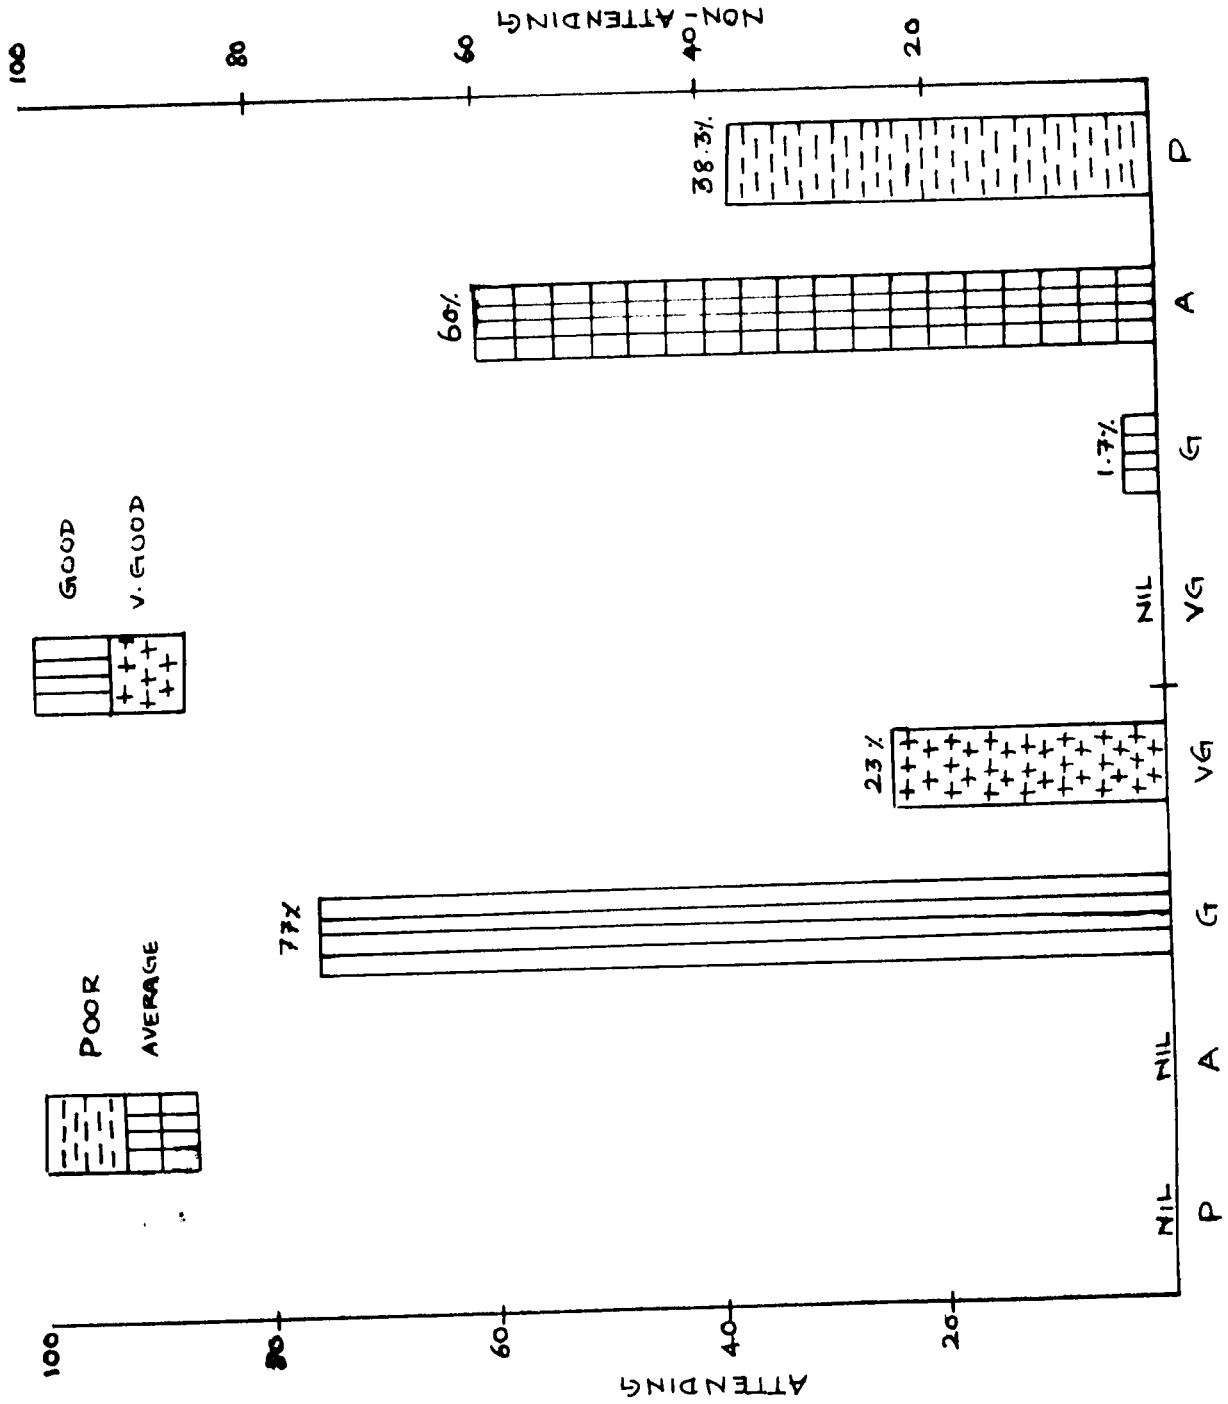 POOR
AVERAGE
GOOD
V. GOOD
ATTENDING
100
80
60
40
20
NIL
NIL
77%
23%
NIL
1.7%
60%
38.3%
P
A
G
VG
VG
G
A
P
NON-ATTENDING
100
80
60
40
20